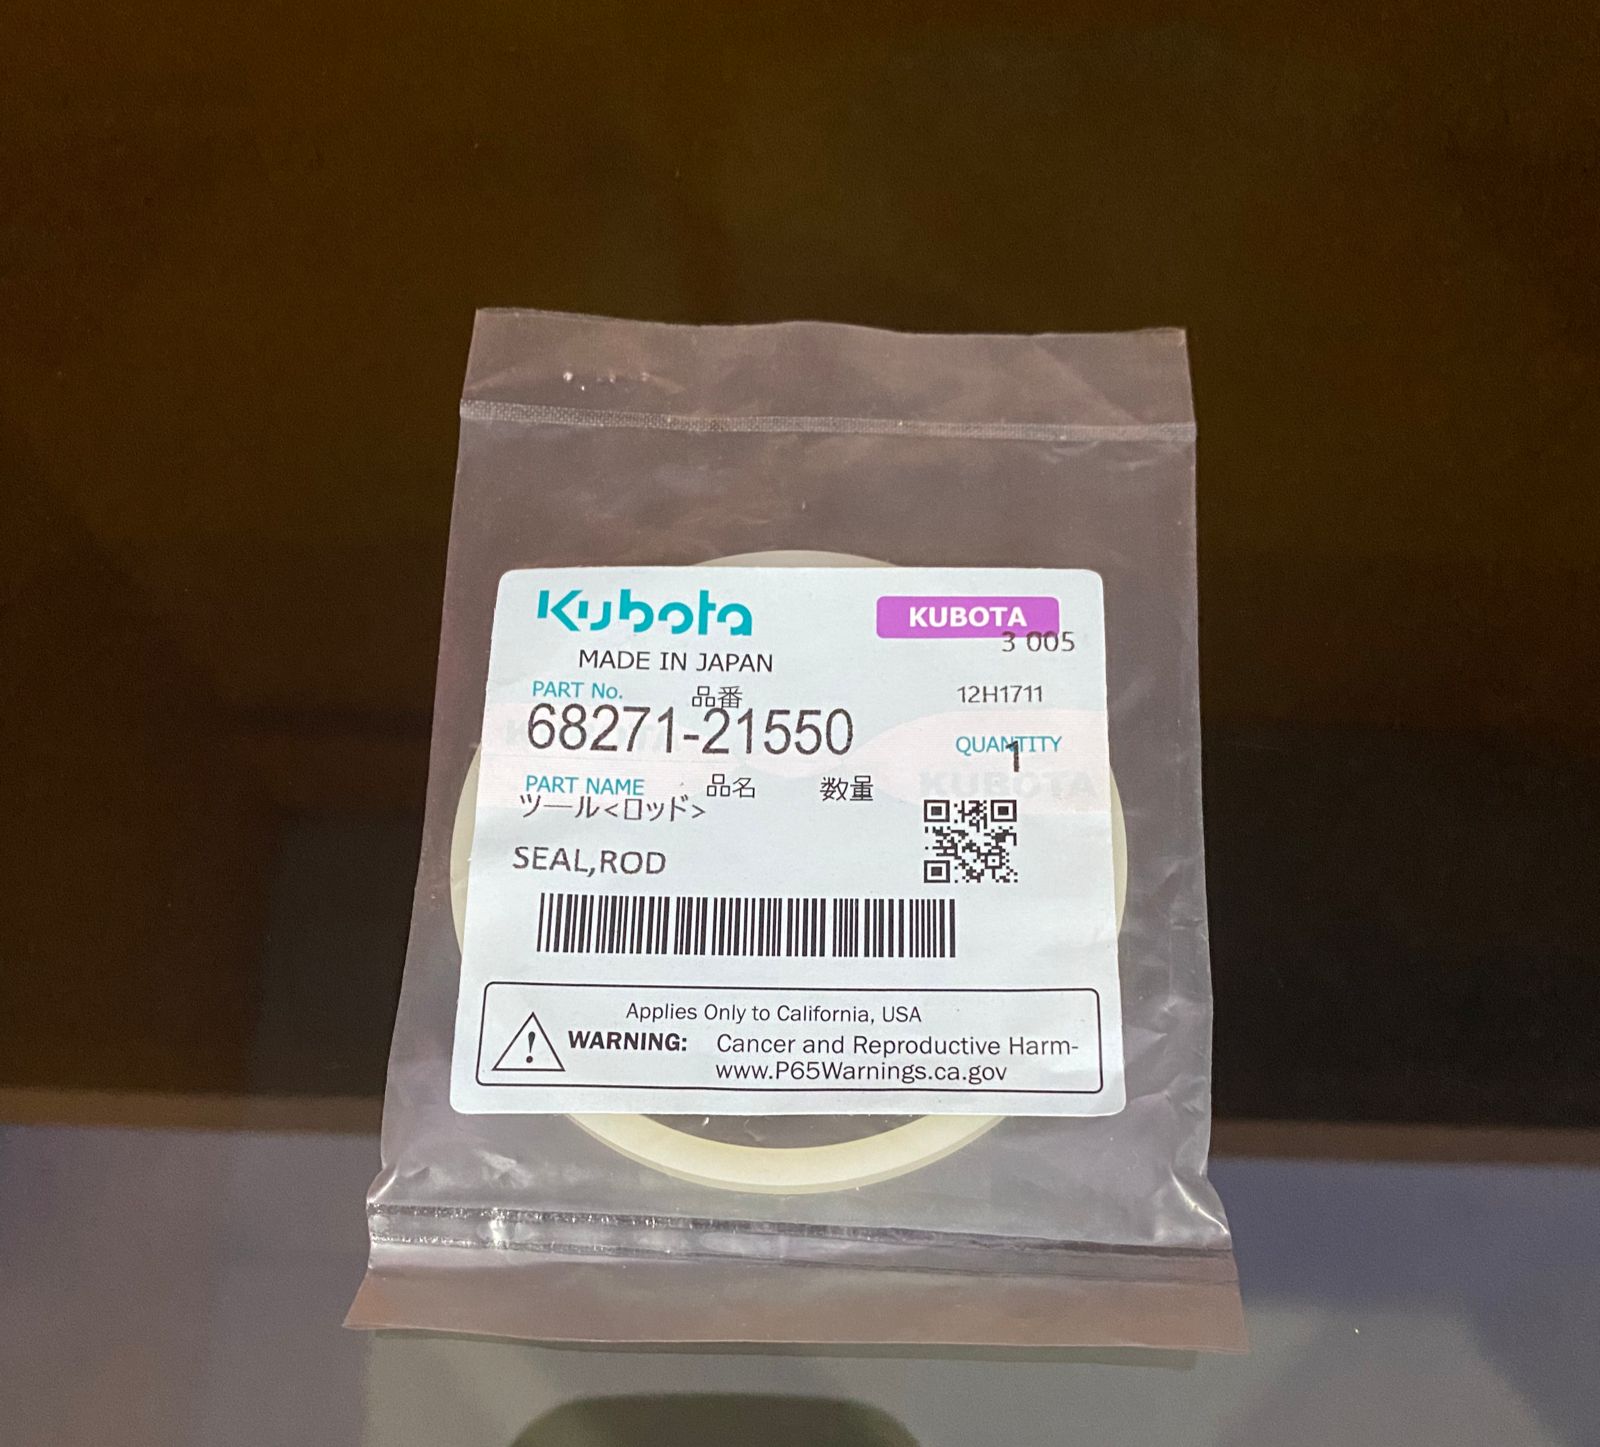 Kubota
KUBOTA
3 005
MADE IN JAPAN
PART No. 品番
12H1711
68271-21550
QUANTITY
1
PART NAME 品名 数量
ツール<ロッド>
SEAL,ROD
Applies Only to California, USA
WARNING: Cancer and Reproductive Harm-
www.P65Warnings.ca.gov
KUBOTA